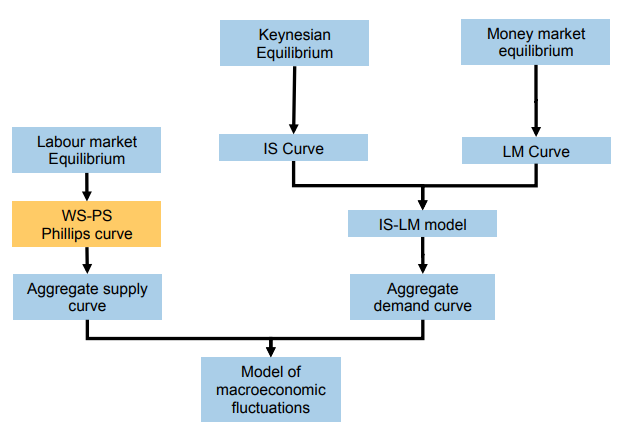 Keynesian
Equilibrium
Money market
equilibrium
Labour market
Equilibrium
IS Curve
LM Curve
WS-PS
Phillips curve
IS-LM model
Aggregate supply
curve
Aggregate
demand curve
Model of
macroeconomic
fluctuations